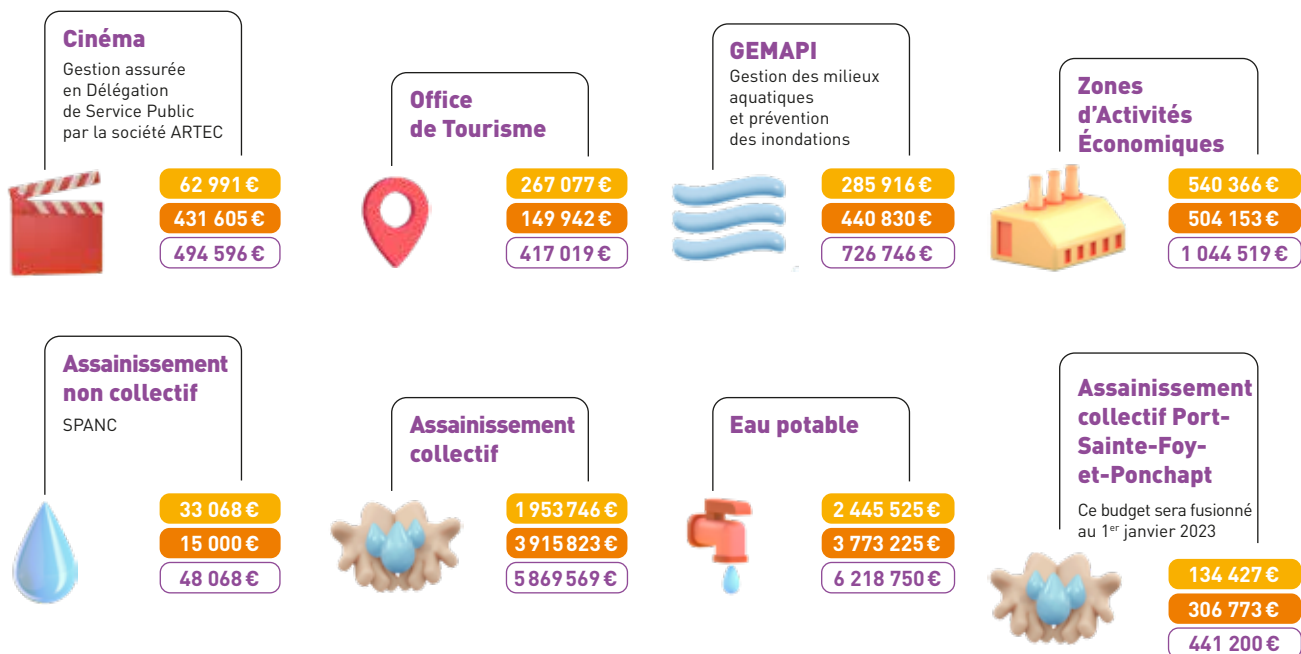 Cinéma
Gestion assurée
en Délégation
de Service Public
par la société ARTEC
62 991 €
431 605 €
494 596 €
Office
de Tourisme
267 077 €
149 942 €
417 019 €
GEMAPI
Gestion des milieux
aquatiques
et prévention
des inondations
285 916 €
440 830 €
726 746 €
Zones
d'Activités
Économiques
540 366 €
504 153 €
1 044 519 €
Assainissement
non collectif
SPANC
33 068 €
15 000 €
48 068 €
Assainissement
collectif
1 953 746 €
3 915 823 €
5 869 569 €
Eau potable
2 445 525 €
3 773 225 €
6 218 750 €
Assainissement
collectif Port-
Sainte-Foy-
et-Ponchapt
Ce budget sera fusionné
au 1er janvier 2023
134 427 €
306 773 €
441 200 €